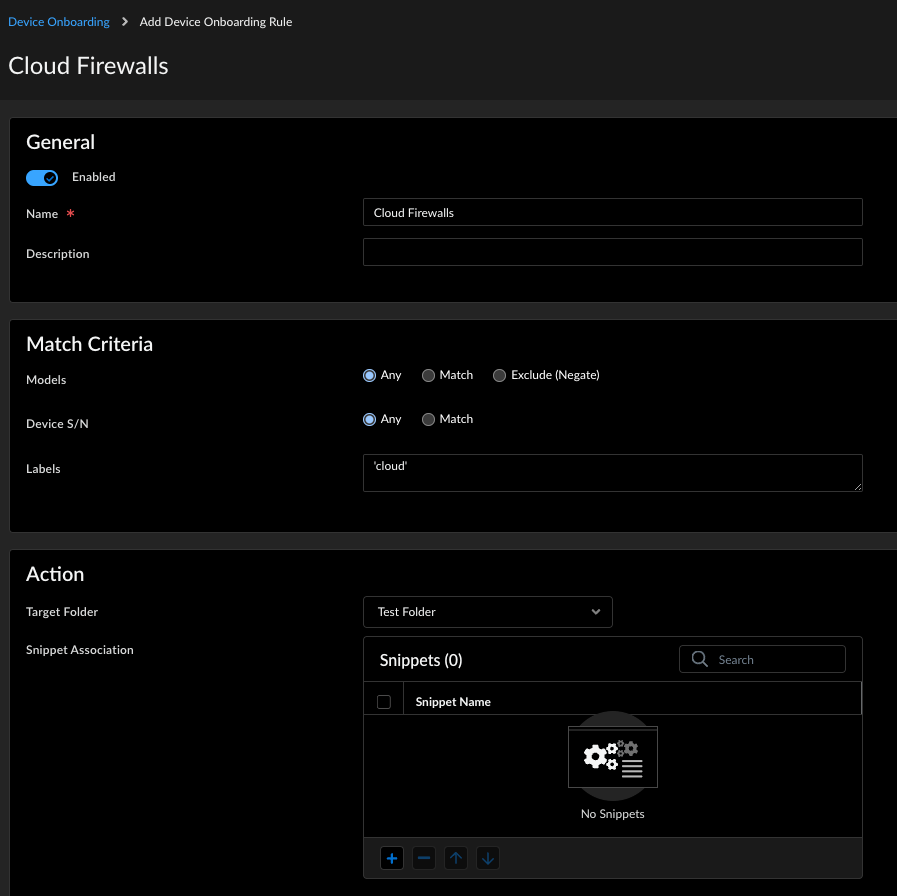 Device Onboarding > Add Device Onboarding Rule
Cloud Firewalls
General
Enabled
Name * Cloud Firewalls
Description
Match Criteria
Models Any Match Exclude (Negate)
Device S/N Any Match
Labels 'cloud'
Action
Target Folder Test Folder
Snippet Association
Snippets (0) Search
Snippet Name
No Snippets